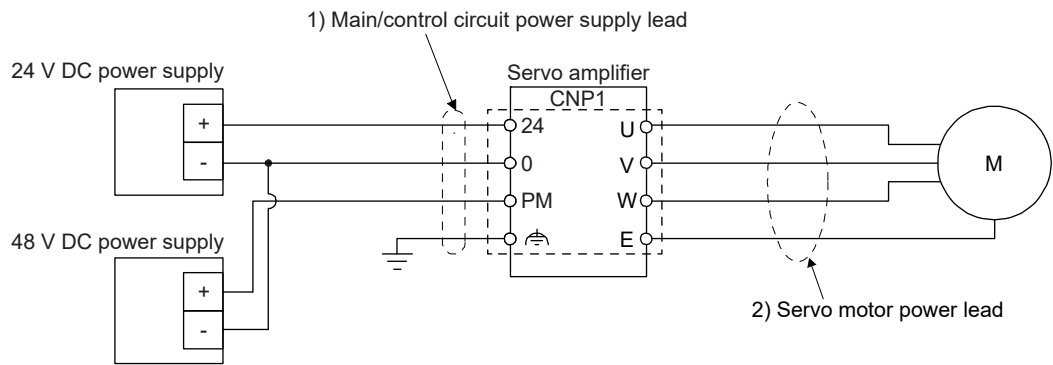 1) Main/control circuit power supply lead
24 V DC power supply
Servo amplifier
CNP1
+
-
24
0
PM
U
V
W
E
M
48 V DC power supply
+
-
2) Servo motor power lead